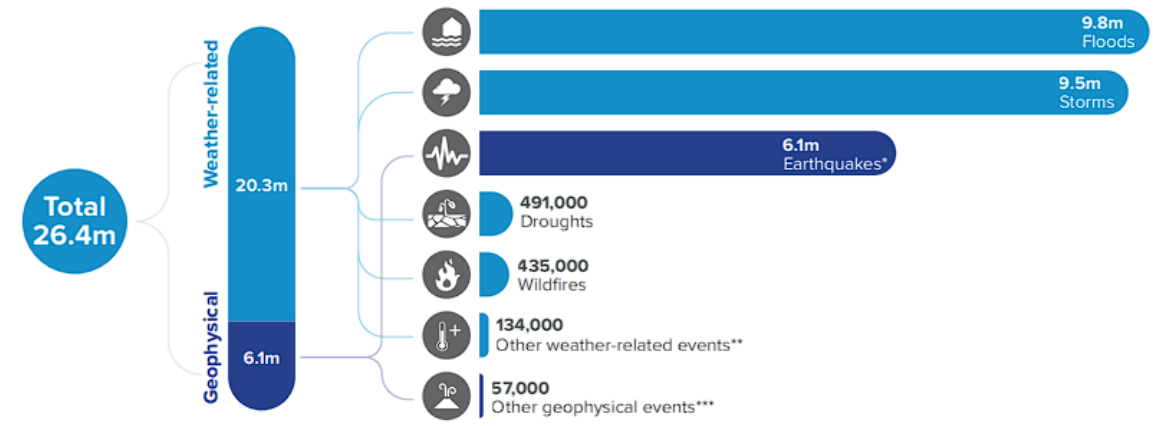 Total
26.4m
Weather-related
20.3m
Geophysical
6.1m
9.8m
Floods
9.5m
Storms
6.1m
Earthquakes*
491,000
Droughts
435,000
Wildfires
134,000
Other weather-related events**
57,000
Other geophysical events***